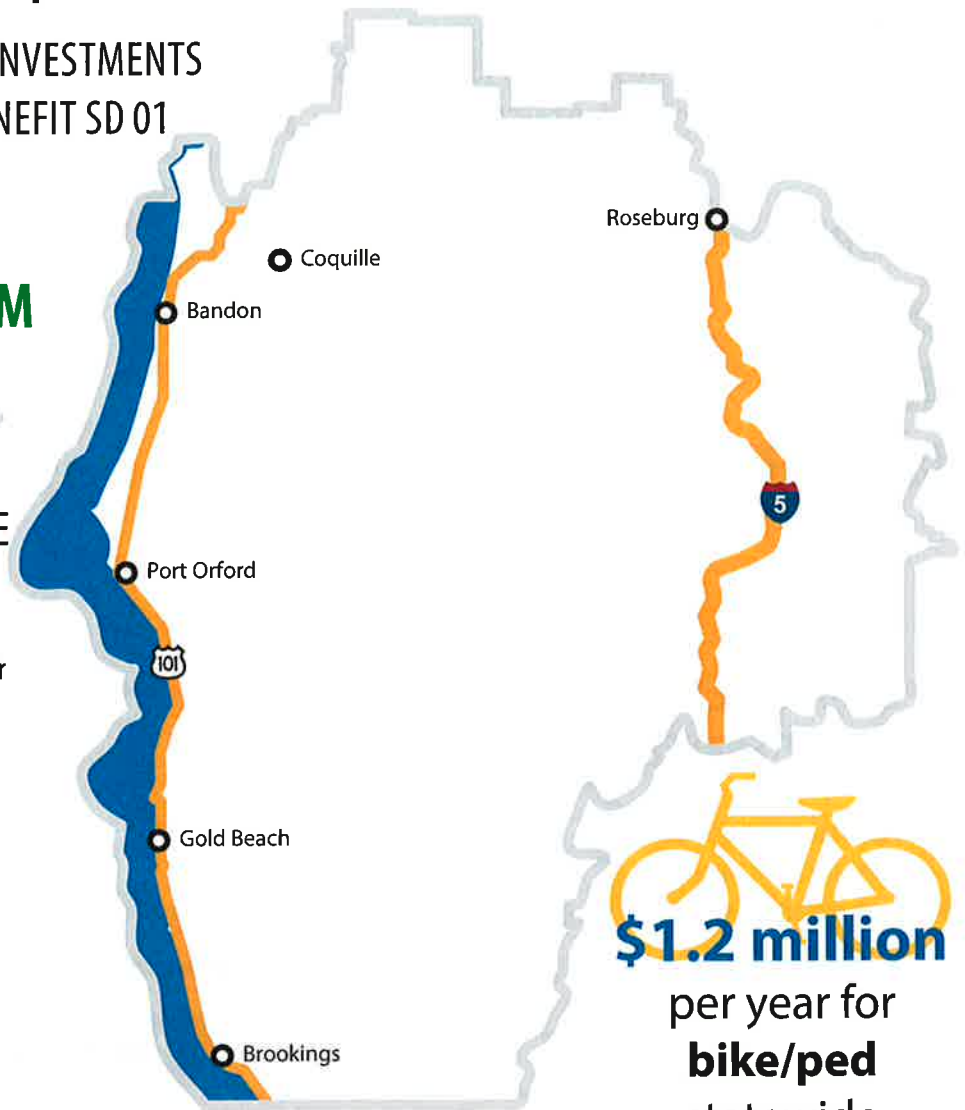 NVESTMENTS
NEFIT SD 01
Roseburg
Coquille
Bandon
M
5
E
Port Orford
101
r
Gold Beach
$1.2 million
per year for
bike/ped
Brookings
statewide